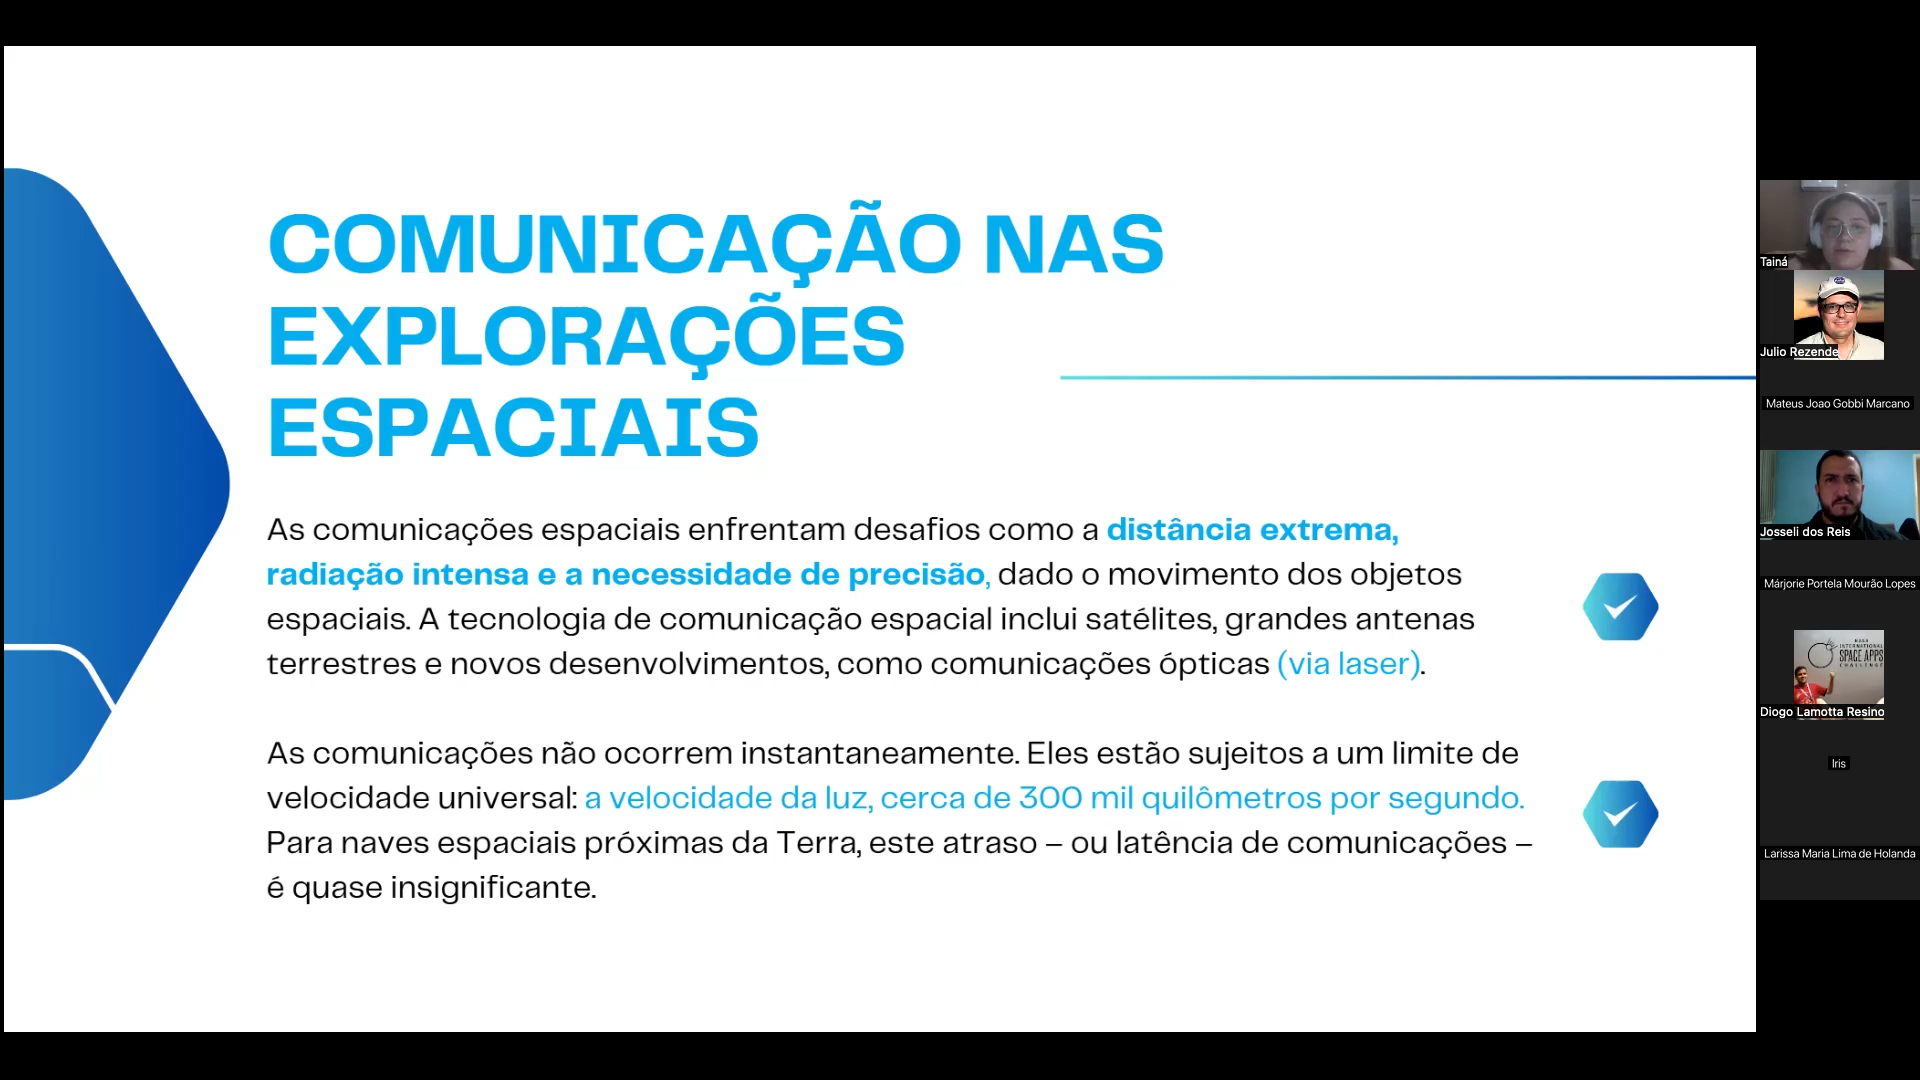 COMUNICAÇÃO NAS
EXPLORAÇÕES
ESPACIAIS
As comunicações espaciais enfrentam desafios como a distância extrema,
radiação intensa e a necessidade de precisão, dado o movimento dos objetos
espaciais. A tecnologia de comunicação espacial inclui satélites, grandes antenas
terrestres e novos desenvolvimentos, como comunicações ópticas (via laser).
As comunicações não ocorrem instantaneamente. Eles estão sujeitos a um limite de
velocidade universal: a velocidade da luz, cerca de 300 mil quilômetros por segundo.
Para naves espaciais próximas da Terra, este atraso – ou latência de comunicações –
é quase insignificante.
Tainá
Julio Rezende
Mateus Joao Gobbi Marcano
Josseli dos Reis
Márjorie Portela Mourão Lopes
NASA
INTERNATIONAL
SPACE APPS
CHALLENGE
Diogo Lamotta Resino
Iris
Larissa Maria Lima de Holanda